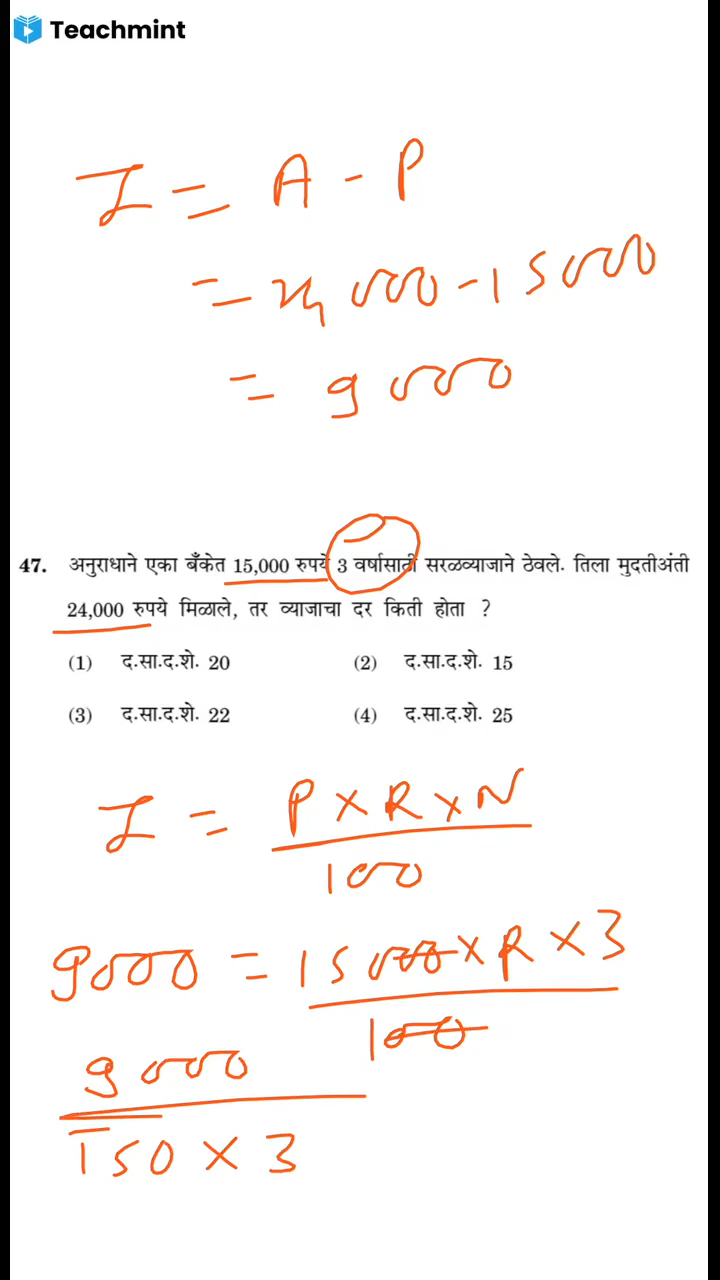 Teachmint
I = A - P
= 24000 - 15000
= 9000
47. अनुराधाने एका बँकेत 15,000 रुपये 3 वर्षासाठी सरळव्याजाने ठेवले. तिला मुदतीअंती
24,000 रुपये मिळाले, तर व्याजाचा दर किती होता ?
(1) द.सा.द.शे. 20 (2) द.सा.द.शे. 15
(3) द.सा.द.शे. 22 (4) द.सा.द.शे. 25
I = P × R × N
100
9000 = 15000 × R × 3
100
9000
150 × 3